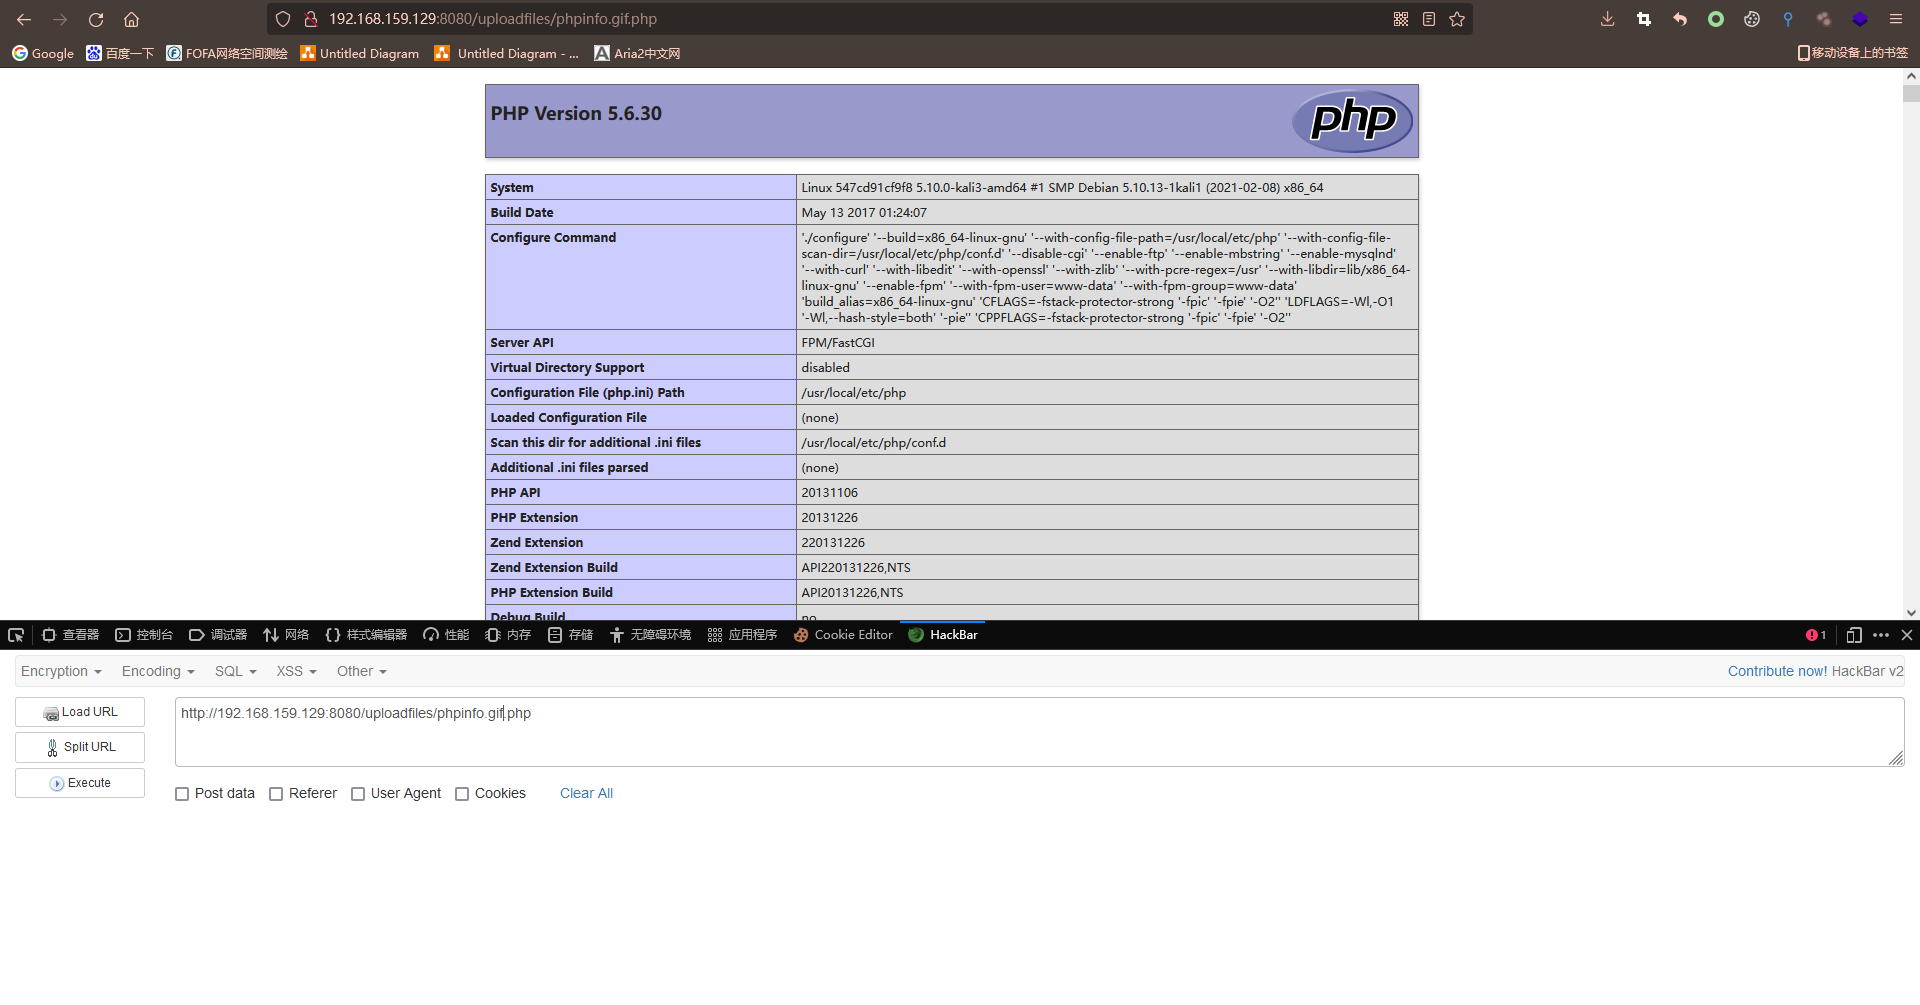 192.168.159.129:8080/uploadfiles/phpinfo.gif.php
Google 百度一下 FOFA网络空间测绘 Untitled Diagram Untitled Diagram - ... Aria2中文网 移动设备上的书签
PHP Version 5.6.30
php
System Linux 547cd91cf9f8 5.10.0-kali3-amd64 #1 SMP Debian 5.10.13-1kali1 (2021-02-08) x86_64
Build Date May 13 2017 01:24:07
Configure Command './configure' '--build=x86_64-linux-gnu' '--with-config-file-path=/usr/local/etc/php' '--with-config-file-
scan-dir=/usr/local/etc/php/conf.d' '--disable-cgi' '--enable-ftp' '--enable-mbstring' '--enable-mysqlnd'
'--with-curl' '--with-libedit' '--with-openssl' '--with-zlib' '--with-pcre-regex=/usr' '--with-libdir=lib/x86_64-
linux-gnu' '--enable-fpm' '--with-fpm-user=www-data' '--with-fpm-group=www-data'
'build_alias=x86_64-linux-gnu' 'CFLAGS=-fstack-protector-strong '-fpic' '-fpie' '-O2'' 'LDFLAGS=-Wl,-O1
'-Wl,--hash-style=both' '-pie'' 'CPPFLAGS=-fstack-protector-strong '-fpic' '-fpie' '-O2''
Server API FPM/FastCGI
Virtual Directory Support disabled
Configuration File (php.ini) Path /usr/local/etc/php
Loaded Configuration File (none)
Scan this dir for additional .ini files /usr/local/etc/php/conf.d
Additional .ini files parsed (none)
PHP API 20131106
PHP Extension 20131226
Zend Extension 220131226
Zend Extension Build API220131226,NTS
PHP Extension Build API20131226,NTS
Debug Build no
查看器 控制台 调试器 网络 样式编辑器 性能 内存 存储 无障碍环境 应用程序 Cookie Editor HackBar 1
Encryption Encoding SQL XSS Other Contribute now! HackBar v2
Load URL http://192.168.159.129:8080/uploadfiles/phpinfo.gif.php
Split URL
Execute
Post data Referer User Agent Cookies Clear All